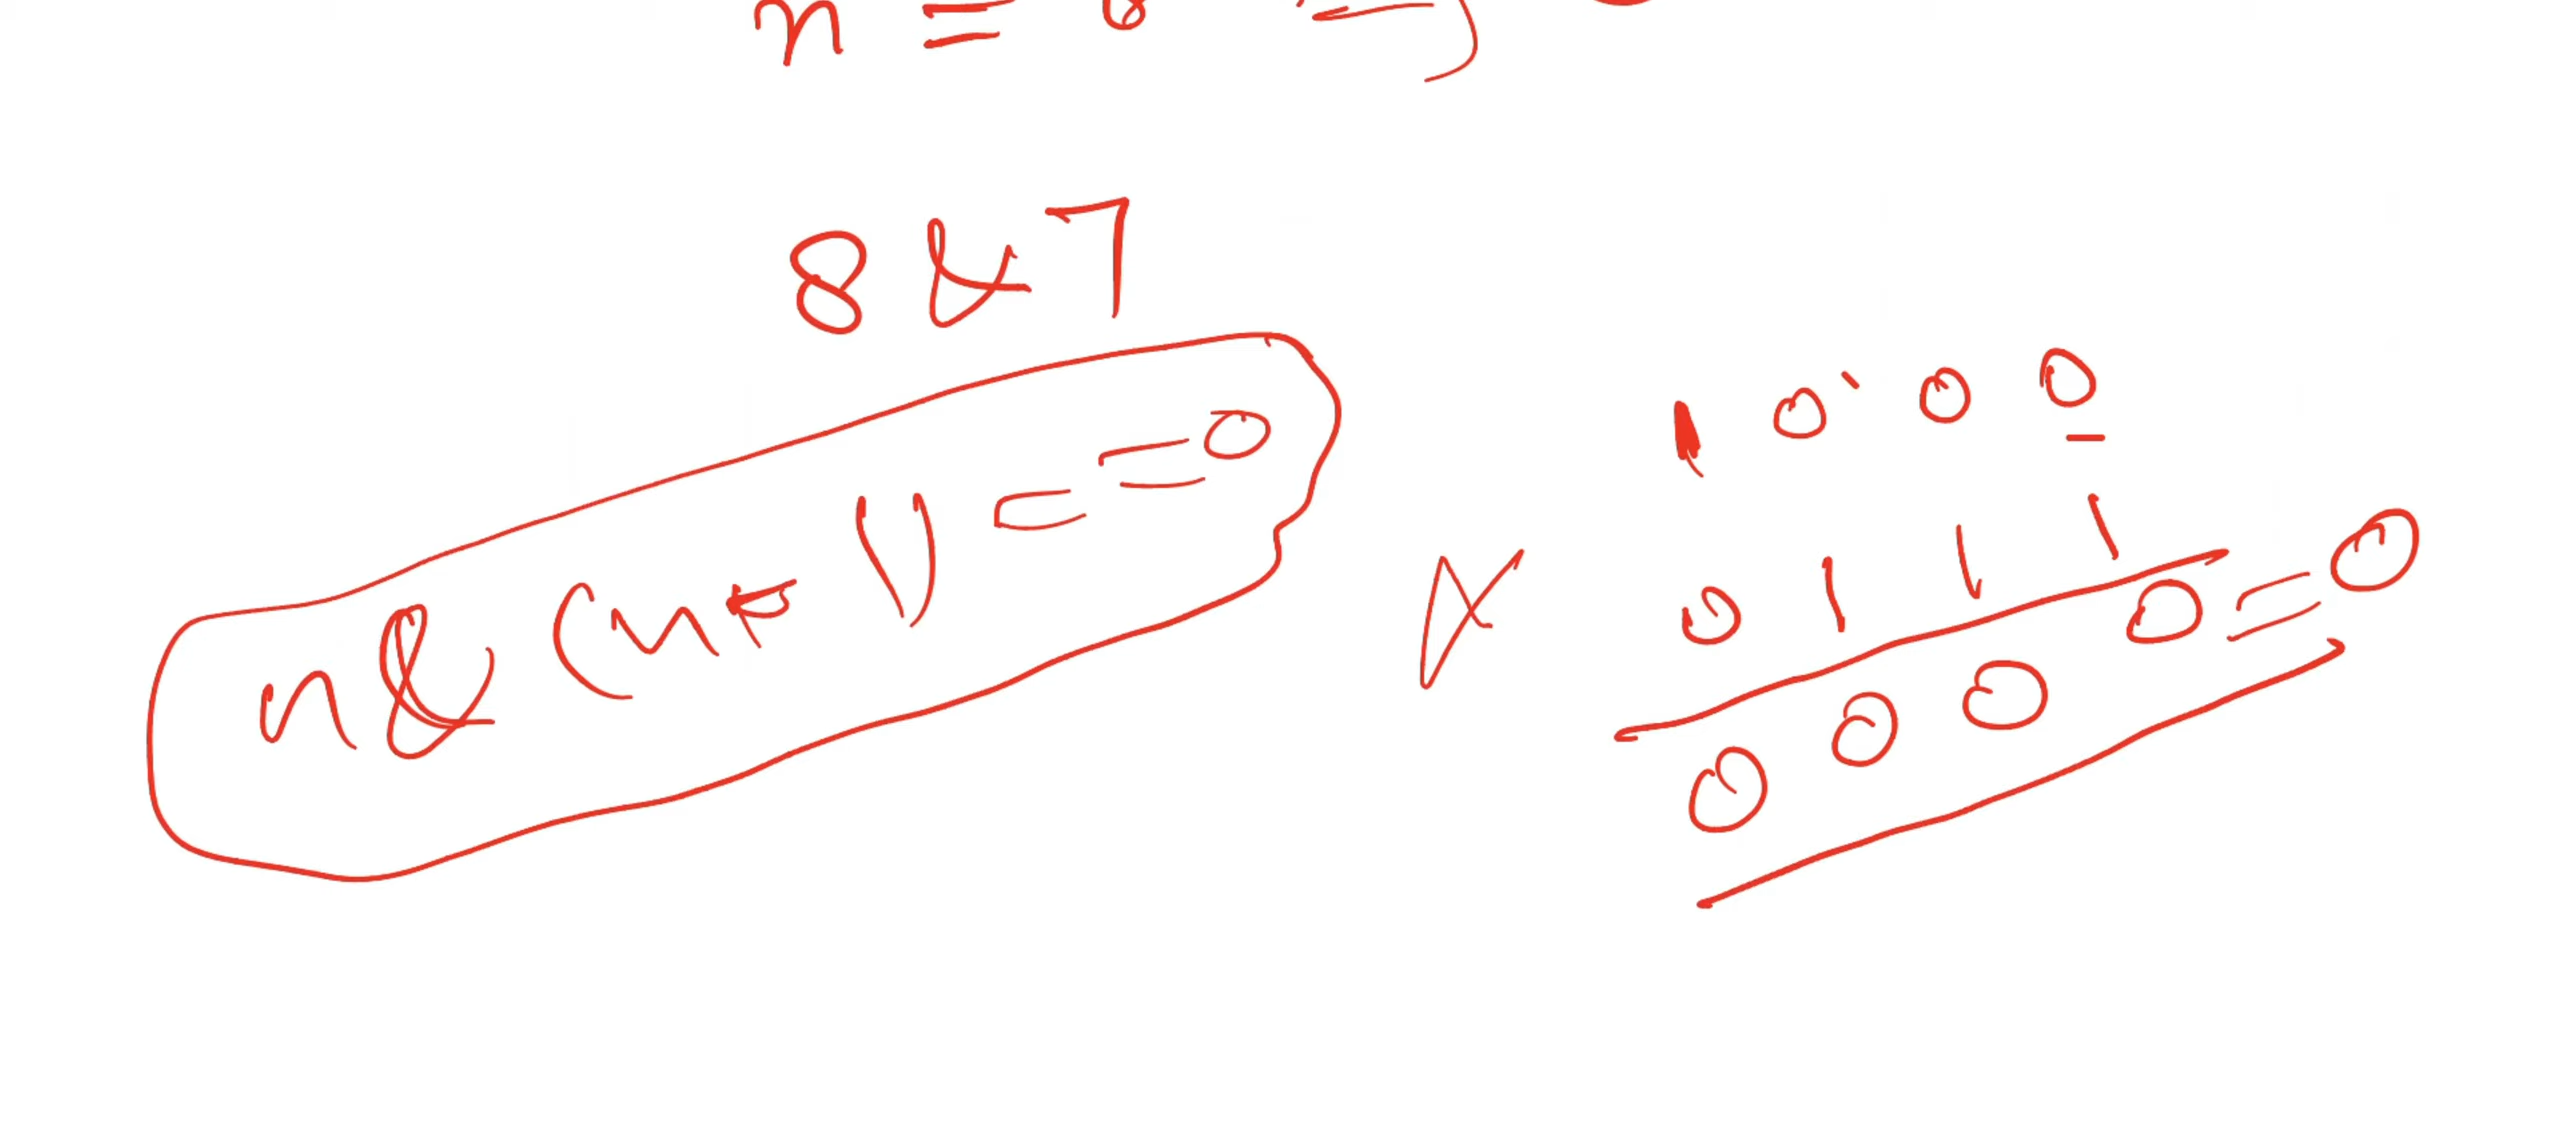 n =
8 & 7
n & (n - 1) == 0
1 0 0 0
& 0 1 1 1
0 0 0 0 = 0